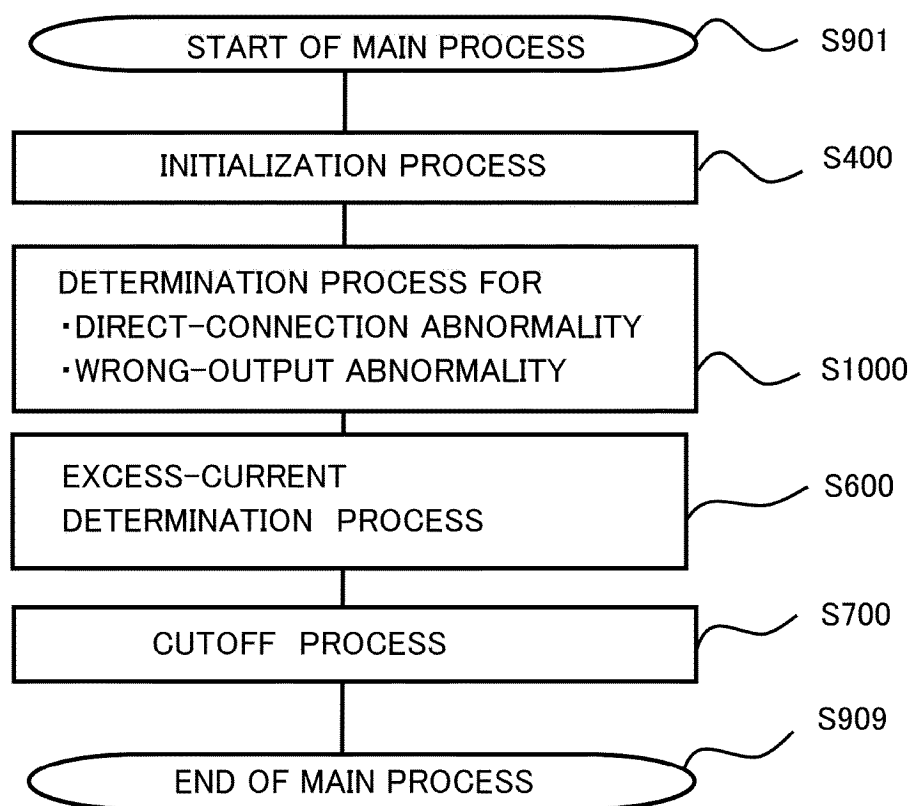 START OF MAIN PROCESS
S901
INITIALIZATION PROCESS
S400
DETERMINATION PROCESS FOR
・DIRECT-CONNECTION ABNORMALITY
・WRONG-OUTPUT ABNORMALITY
S1000
EXCESS-CURRENT
DETERMINATION PROCESS
S600
CUTOFF PROCESS
S700
S909
END OF MAIN PROCESS